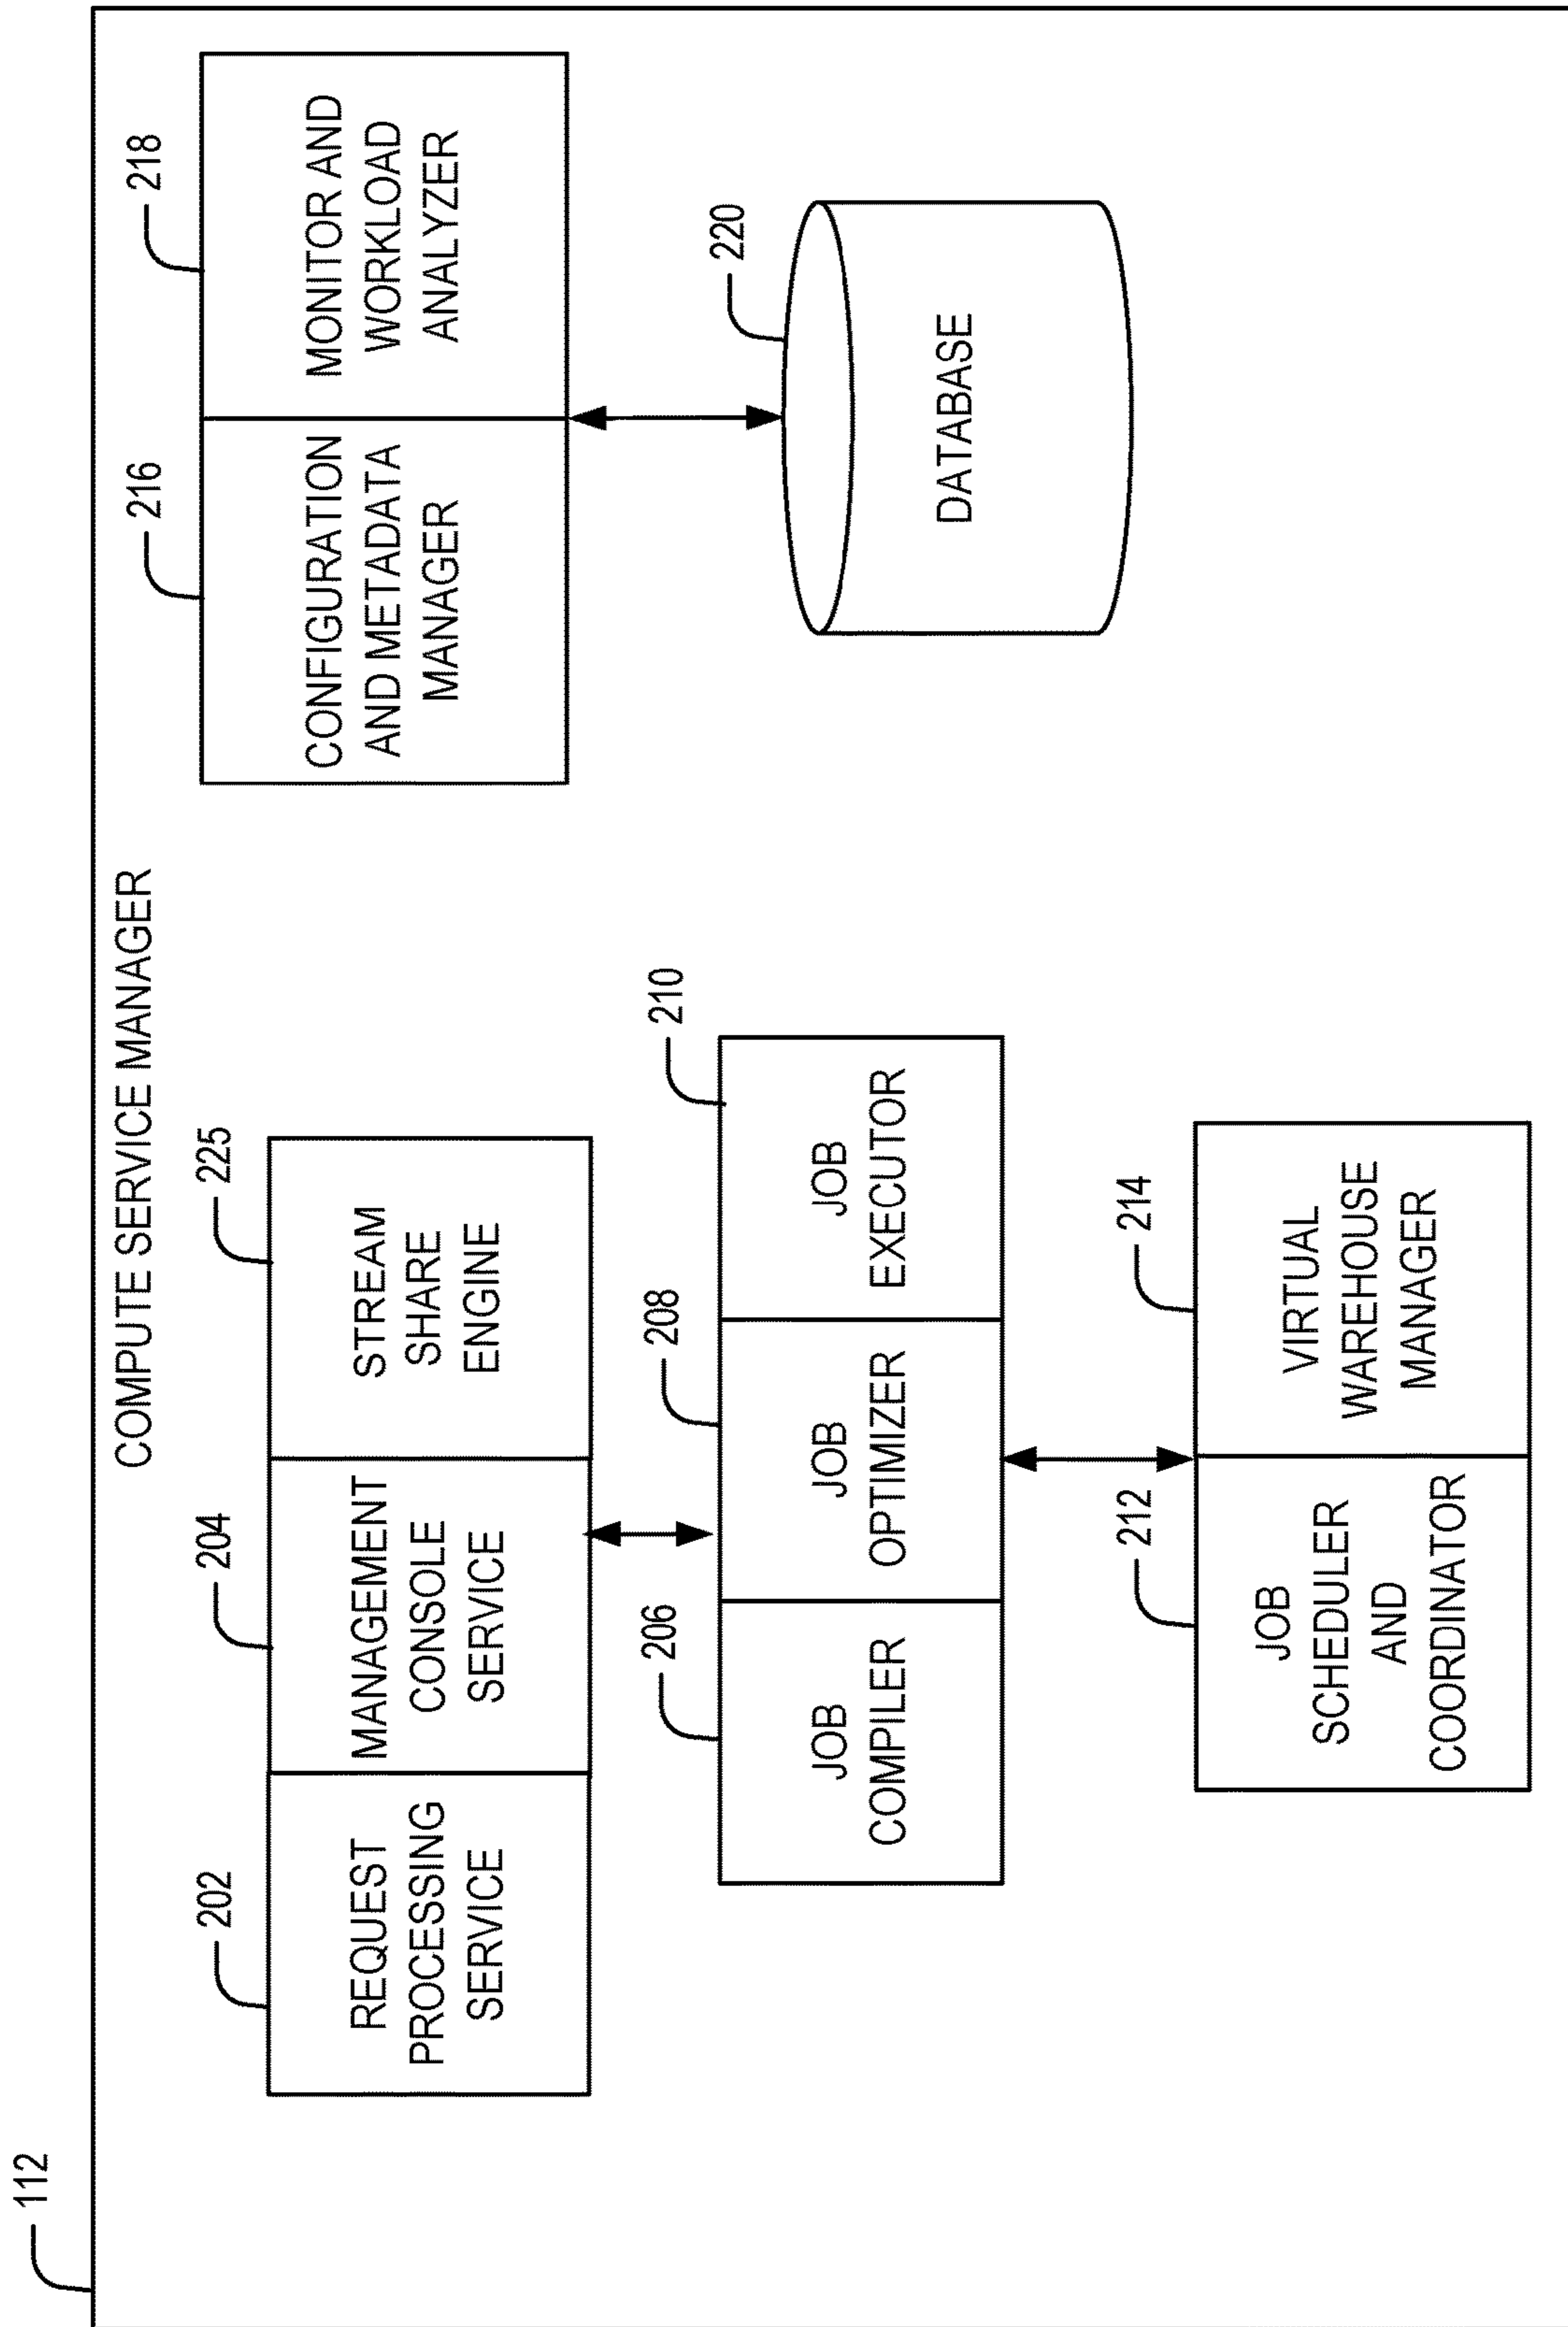 112
COMPUTE SERVICE MANAGER
202
REQUEST
PROCESSING
SERVICE
204
MANAGEMENT
CONSOLE
SERVICE
225
STREAM
SHARE
ENGINE
206
JOB
COMPILER
208
JOB
OPTIMIZER
210
JOB
EXECUTOR
212
JOB
SCHEDULER
AND
COORDINATOR
214
VIRTUAL
WAREHOUSE
MANAGER
216
CONFIGURATION
AND METADATA
MANAGER
218
MONITOR AND
WORKLOAD
ANALYZER
220
DATABASE